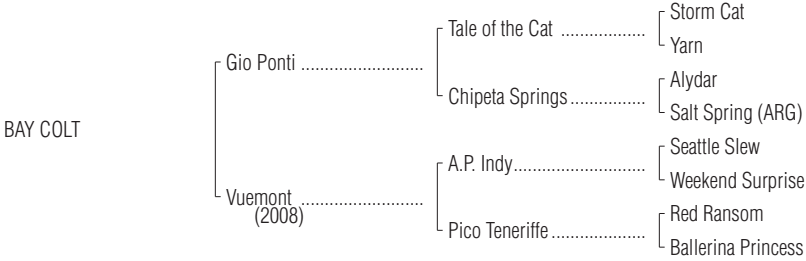 Storm Cat
Tale of the Cat ..................
Yarn
Gio Ponti ..........................
Alydar
Chipeta Springs................
Salt Spring (ARG)
BAY COLT
Seattle Slew
A.P. Indy............................
Weekend Surprise
Vuemont ..........................
(2008)
Red Ransom
Pico Teneriffe ....................
Ballerina Princess